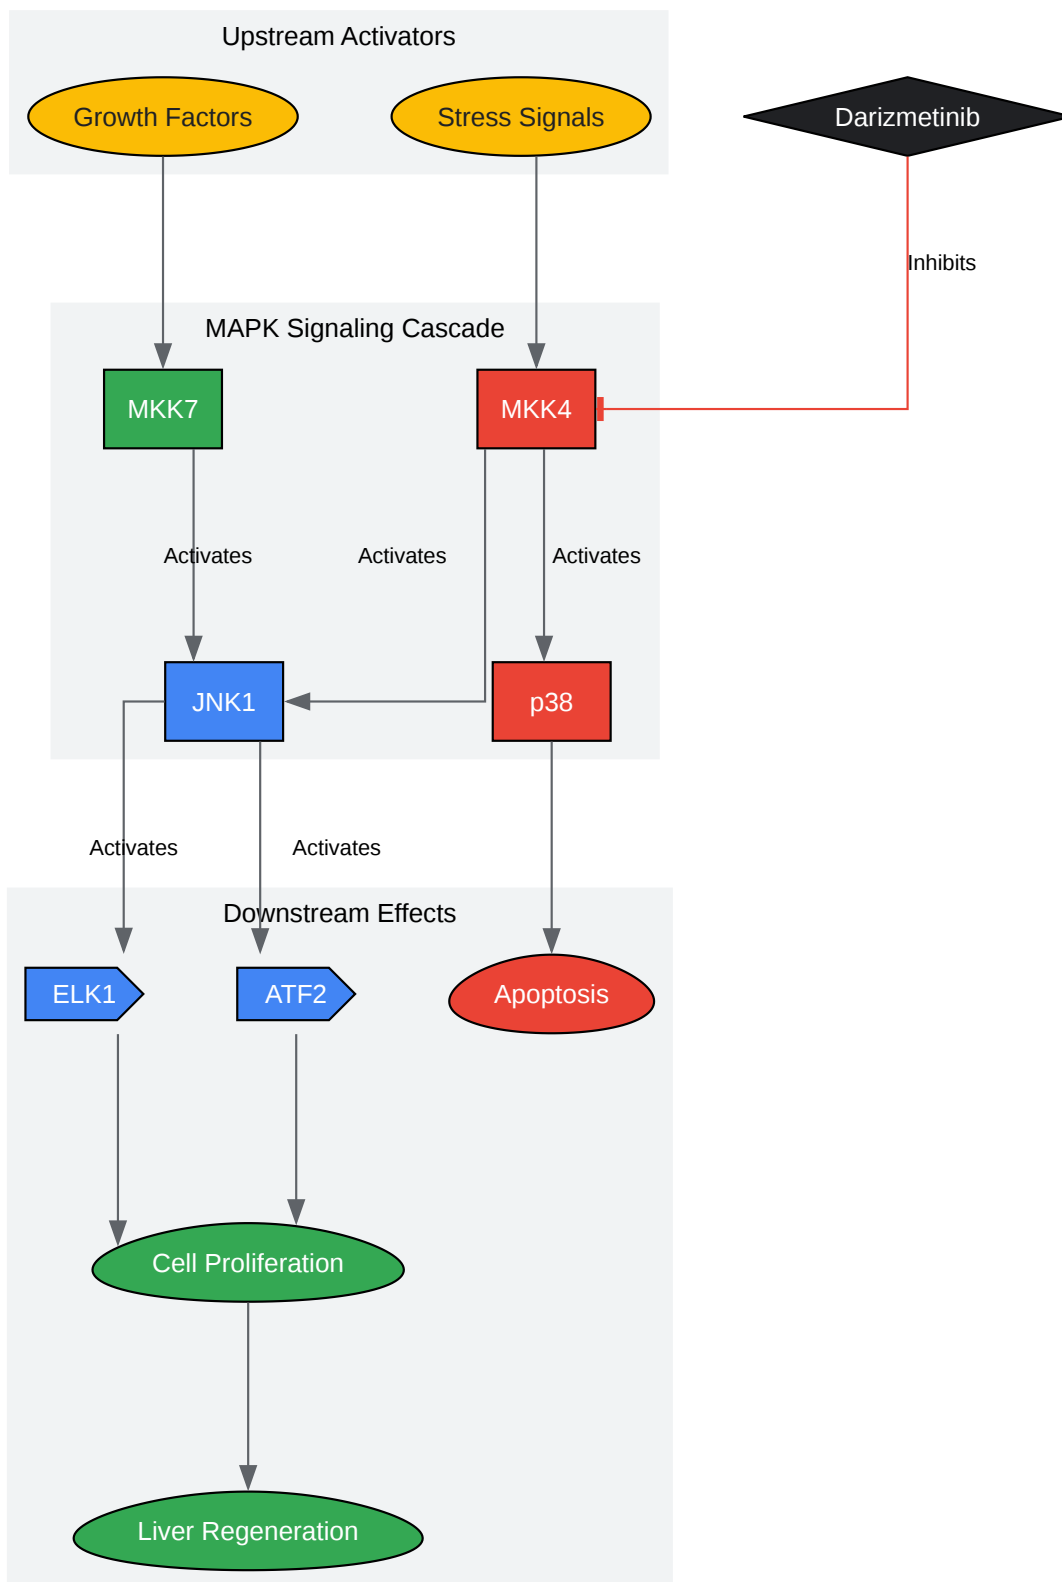 Upstream Activators
Growth Factors
Stress Signals
Darizmetinib
Inhibits
MAPK Signaling Cascade
MKK7
MKK4
Activates
Activates
Activates
JNK1
p38
Activates
Activates
Downstream Effects
ELK1
ATF2
Apoptosis
Cell Proliferation
Liver Regeneration